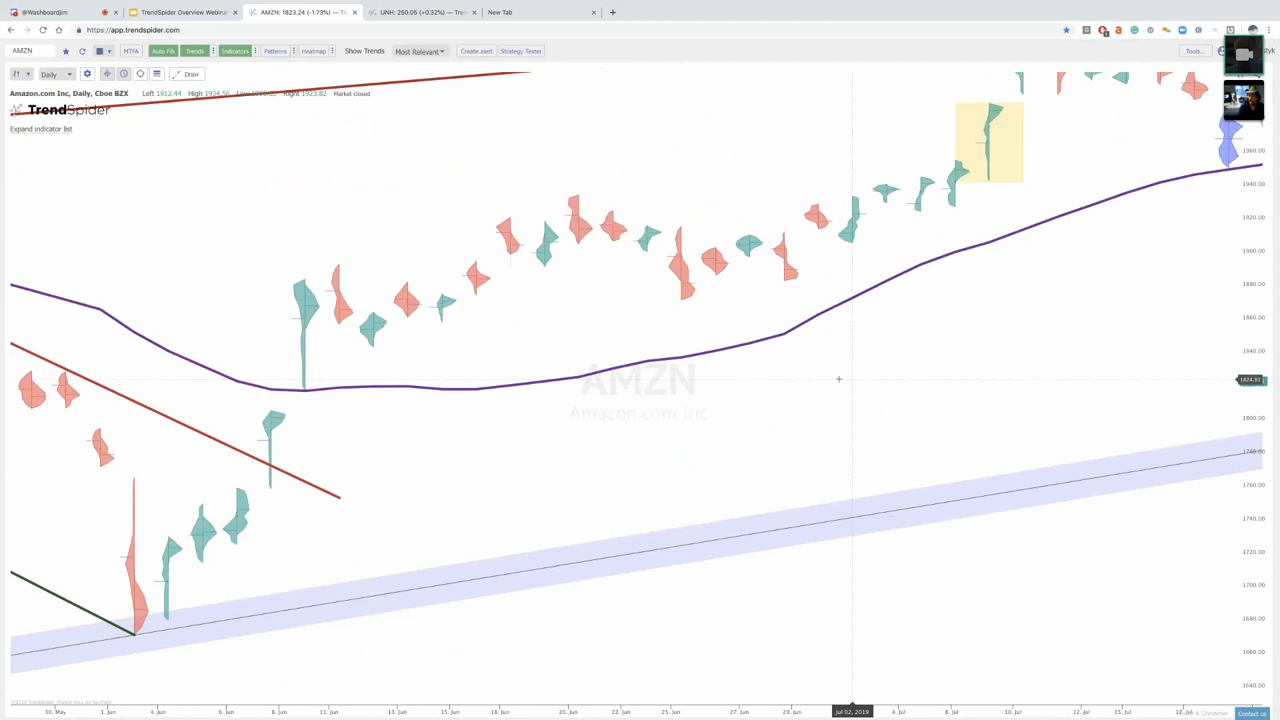 @WashboardJim
TrendSpider Overview Webina
AMZN: 1823.24 (-1.73%) — Tr
UNH: 250.05 (+0.32%) — Tren
New Tab
https://app.trendspider.com
AMZN
MTFA
Auto Fib
Trends
Indicators
Patterns
Heatmap
Show Trends
Most Relevant
Create alert
Strategy Tester
Tools...
Daily
Draw
Amazon.com Inc, Daily, Cboe BZX
Left 1912.44
Right 1923.82
Market closed
TrendSpider
Expand indicator list
AMZN
Amazon.com Inc
1960.00
1940.00
1920.00
1900.00
1880.00
1860.00
1840.00
1824.93
1800.00
1780.00
1760.00
1740.00
1720.00
1700.00
1680.00
1660.00
1640.00
30. May
1. Jun
4. Jun
6. Jun
8. Jun
11. Jun
13. Jun
15. Jun
18. Jun
20. Jun
22. Jun
25. Jun
27. Jun
29. Jun
Jul 02, 2019
4. Jul
6. Jul
10. Jul
12. Jul
15. Jul
Contact us